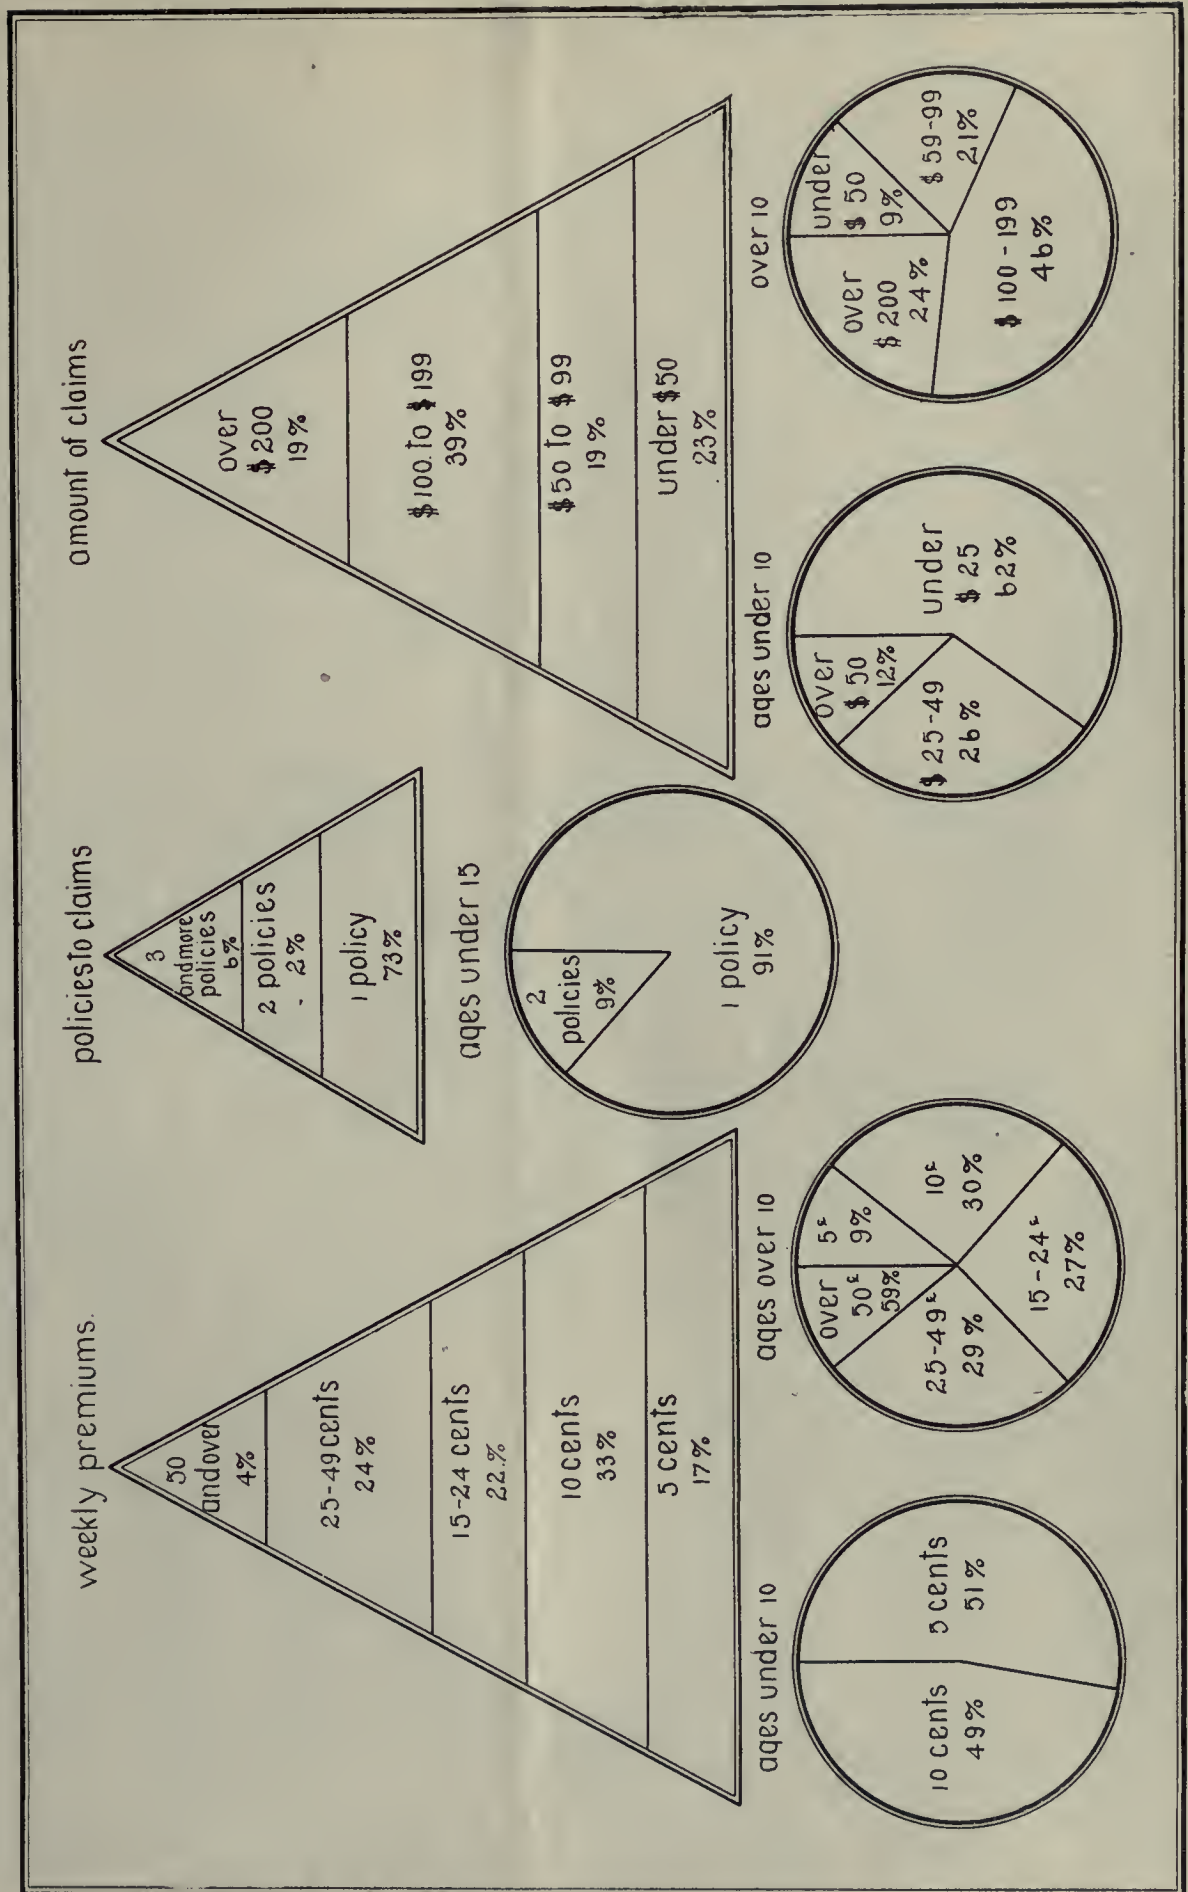 weekly premiums.
50
and over
4%
25-49 cents
24%
15-24 cents
22%
10 cents
33%
5 cents
17%
ages under 10
10 cents
49%
5 cents
51%
ages over 10
over
50¢
59%
5¢
9%
10¢
30%
15-24¢
27%
25-49¢
29%
policies to claims
3
and more
policies
6%
2 policies
2%
1 policy
73%
ages under 15
2
policies
9%
1 policy
91%
amount of claims
over
$200
19%
$100. to $199
39%
$50 to $99
19%
under $50
23%
ages under 10
over
$50
12%
$25-49
26%
under
$25
62%
over 10
over
$200
24%
under
$50
9%
$59-99
21%
$100-199
46%